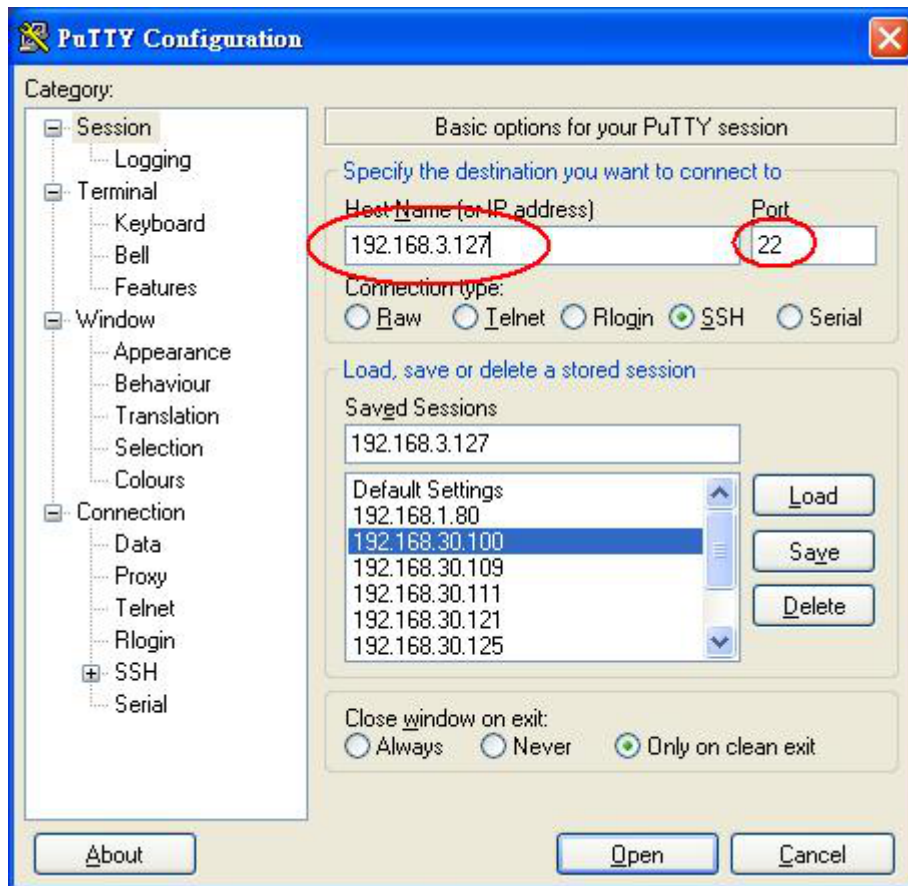 PuTTY Configuration
Category:
Session
Logging
Terminal
Keyboard
Bell
Features
Window
Appearance
Behaviour
Translation
Selection
Colours
Connection
Data
Proxy
Telnet
Rlogin
SSH
Serial
Basic options for your PuTTY session
Specify the destination you want to connect to
Host Name (or IP address) Port
192.168.3.127 22
Connection type:
Raw Telnet Rlogin SSH Serial
Load, save or delete a stored session
Saved Sessions
192.168.3.127
Default Settings
192.168.1.80
192.168.30.100
192.168.30.109
192.168.30.111
192.168.30.121
192.168.30.125
Load
Save
Delete
Close window on exit:
Always Never Only on clean exit
About Open Cancel